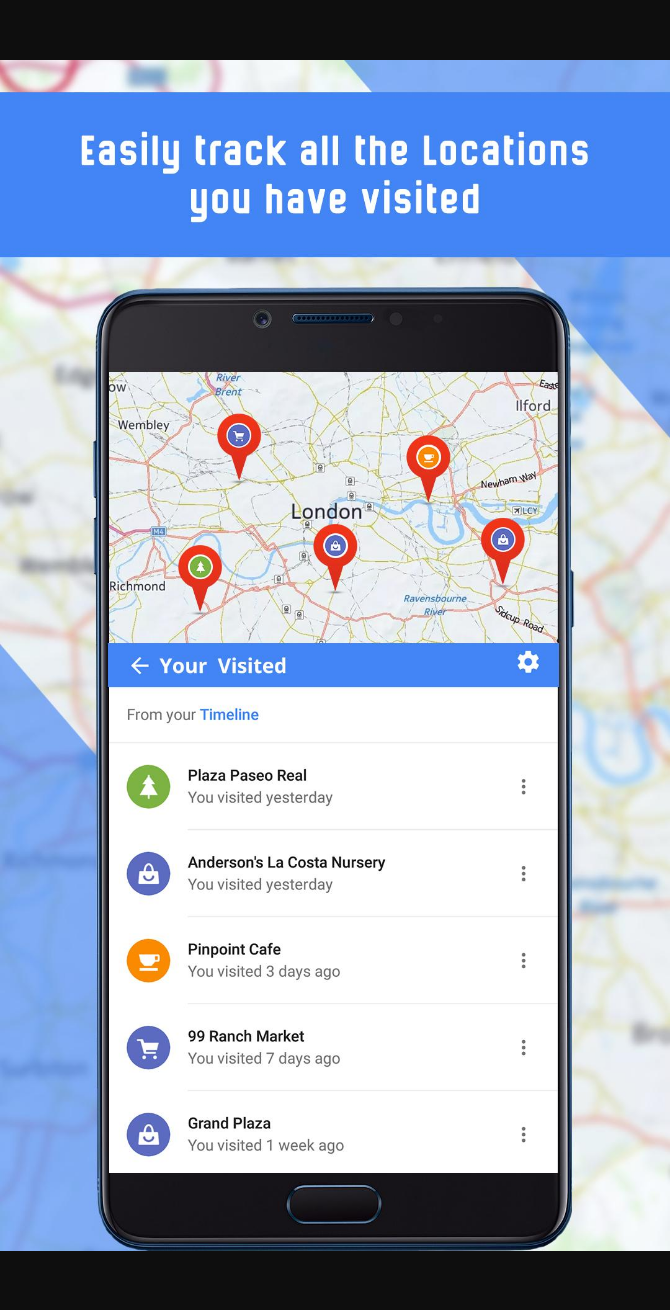 Easily track all the Locations
you have visited
ow
River
Brent
East
Ilford
Wembley
Newham Way
London
LCY
M4
Richmond
Ravensbourne
River
Sidcup Road
Your Visited
From your Timeline
Plaza Paseo Real
You visited yesterday
Anderson's La Costa Nursery
You visited yesterday
Pinpoint Cafe
You visited 3 days ago
99 Ranch Market
You visited 7 days ago
Grand Plaza
You visited 1 week ago